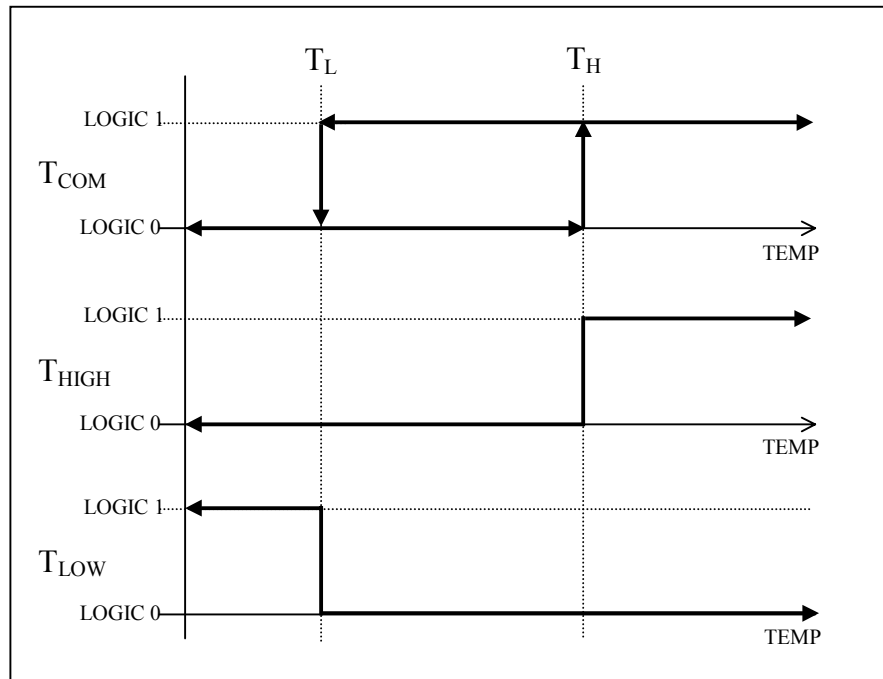 T_L T_H
LOGIC 1
T_COM
LOGIC 0
TEMP
LOGIC 1
T_HIGH
LOGIC 0
TEMP
LOGIC 1
T_LOW
LOGIC 0
TEMP